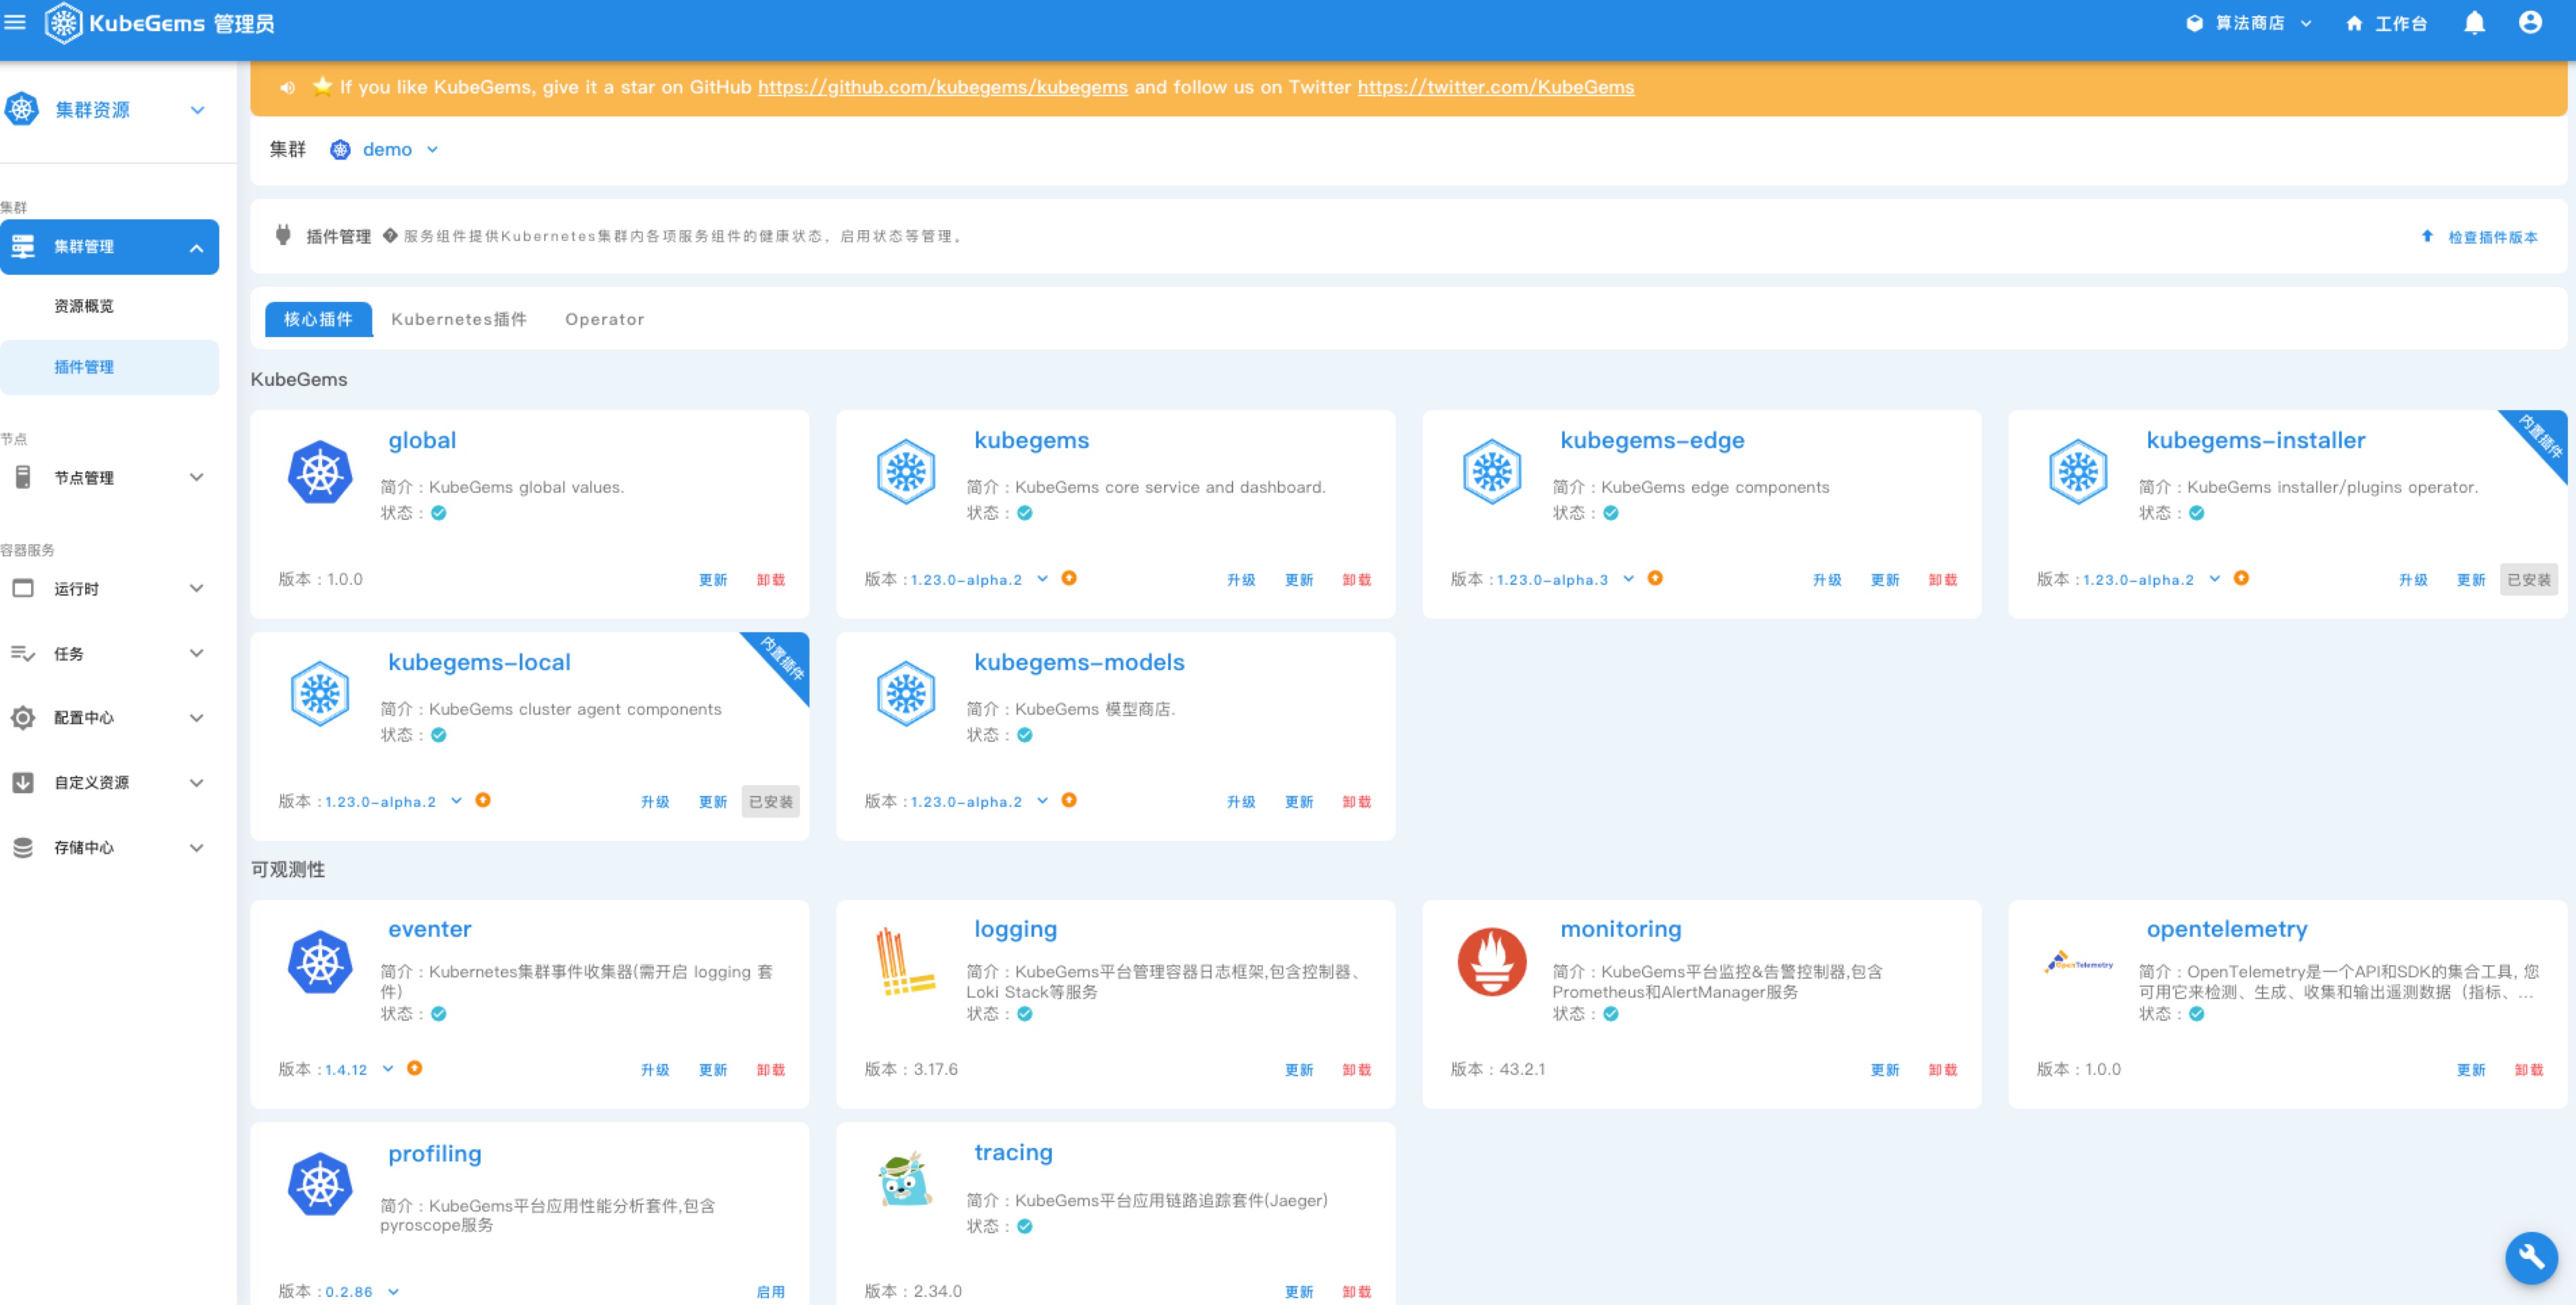 KubeGems 管理员
算法商店
工作台
集群资源
If you like KubeGems, give it a star on GitHub https://github.com/kubegems/kubegems and follow us on Twitter https://twitter.com/KubeGems
集群 demo
集群
集群管理
资源概览
插件管理
节点
节点管理
容器服务
运行时
任务
配置中心
自定义资源
存储中心
插件管理 服务组件提供Kubernetes集群内各项服务组件的健康状态，启用状态等管理。
检查插件版本
核心插件 Kubernetes插件 Operator
KubeGems
global
简介：KubeGems global values.
状态：
版本：1.0.0 更新 卸载
kubegems
简介：KubeGems core service and dashboard.
状态：
版本：1.23.0-alpha.2 升级 更新 卸载
kubegems-edge
简介：KubeGems edge components
状态：
版本：1.23.0-alpha.3 升级 更新 卸载
kubegems-installer
内置插件
简介：KubeGems installer/plugins operator.
状态：
版本：1.23.0-alpha.2 升级 更新 已安装
kubegems-local
内置插件
简介：KubeGems cluster agent components
状态：
版本：1.23.0-alpha.2 升级 更新 已安装
kubegems-models
简介：KubeGems 模型商店.
状态：
版本：1.23.0-alpha.2 升级 更新 卸载
可观测性
eventer
简介：Kubernetes集群事件收集器(需开启 logging 套
件)
状态：
版本：1.4.12 升级 更新 卸载
logging
简介：KubeGems平台管理容器日志框架,包含控制器、
Loki Stack等服务
状态：
版本：3.17.6 更新 卸载
monitoring
简介：KubeGems平台监控&告警控制器,包含
Prometheus和AlertManager服务
状态：
版本：43.2.1 更新 卸载
OpenTelemetry
opentelemetry
简介：OpenTelemetry是一个API和SDK的集合工具, 您
可用它来检测、生成、收集和输出遥测数据（指标、...
状态：
版本：1.0.0 更新 卸载
profiling
简介：KubeGems平台应用性能分析套件,包含
pyroscope服务
版本：0.2.86 启用
tracing
简介：KubeGems平台应用链路追踪套件(Jaeger)
状态：
版本：2.34.0 更新 卸载